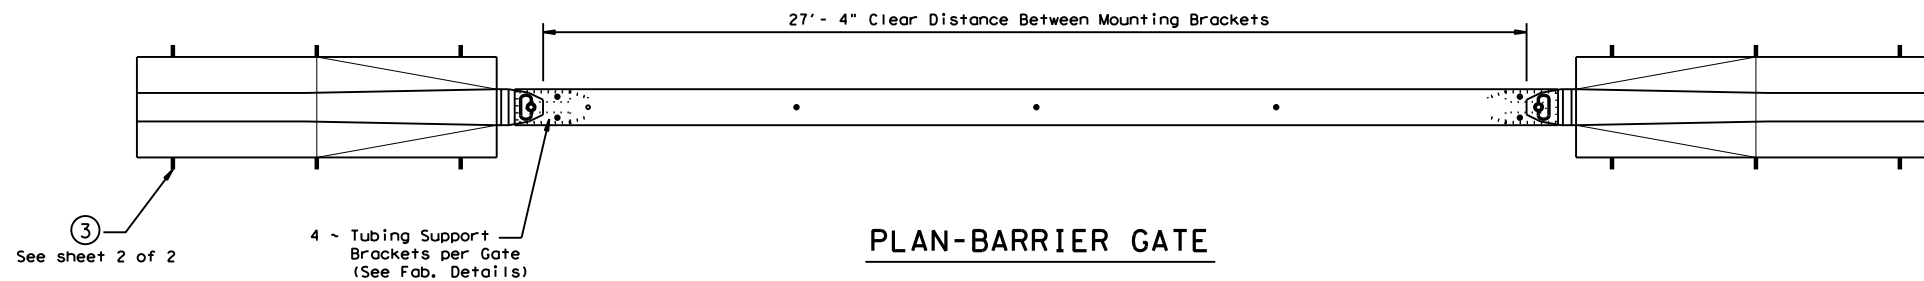 27'- 4" Clear Distance Between Mounting Brackets
3
See sheet 2 of 2
4 ~ Tubing Support
Brackets per Gate
(See Fab. Details)
PLAN-BARRIER GATE